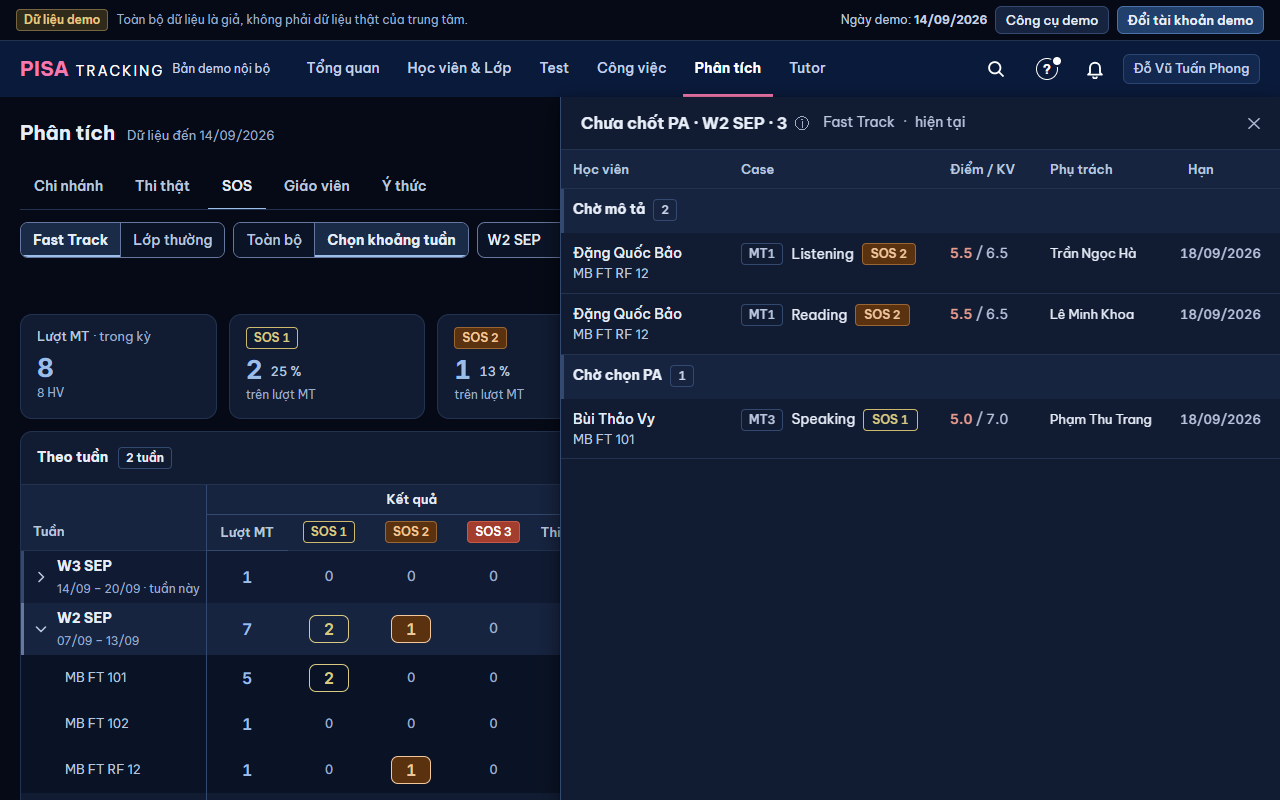 Dữ liệu demo Toàn bộ dữ liệu là giả, không phải dữ liệu thật của trung tâm. Ngày demo: 14/09/2026 Công cụ demo Đổi tài khoản demo
PISA TRACKING Bản demo nội bộ Tổng quan Học viên & Lớp Test Công việc Phân tích Tutor ? Đỗ Vũ Tuấn Phong
Phân tích Dữ liệu đến 14/09/2026
Chi nhánh Thi thật SOS Giáo viên Ý thức
Fast Track Lớp thường Toàn bộ Chọn khoảng tuần W2 SEP
Lượt MT · trong kỳ
8
8 HV
SOS 1
2 25 %
trên lượt MT
SOS 2
1 13 %
trên lượt MT
Theo tuần 2 tuần
Kết quả
Tuần Lượt MT SOS 1 SOS 2 SOS 3 Thi
W3 SEP
14/09 – 20/09 · tuần này
1 0 0 0
W2 SEP
07/09 – 13/09
7 2 1 0
MB FT 101 5 2 0 0
MB FT 102 1 0 0 0
MB FT RF 12 1 0 1 0
Chưa chốt PA · W2 SEP · 3 ⓘ Fast Track · hiện tại
Học viên Case Điểm / KV Phụ trách Hạn
Chờ mô tả 2
Đặng Quốc Bảo MT1 Listening SOS 2 5.5 / 6.5 Trần Ngọc Hà 18/09/2026
MB FT RF 12
Đặng Quốc Bảo MT1 Reading SOS 2 5.5 / 6.5 Lê Minh Khoa 18/09/2026
MB FT RF 12
Chờ chọn PA 1
Bùi Thảo Vy MT3 Speaking SOS 1 5.0 / 7.0 Phạm Thu Trang 18/09/2026
MB FT 101